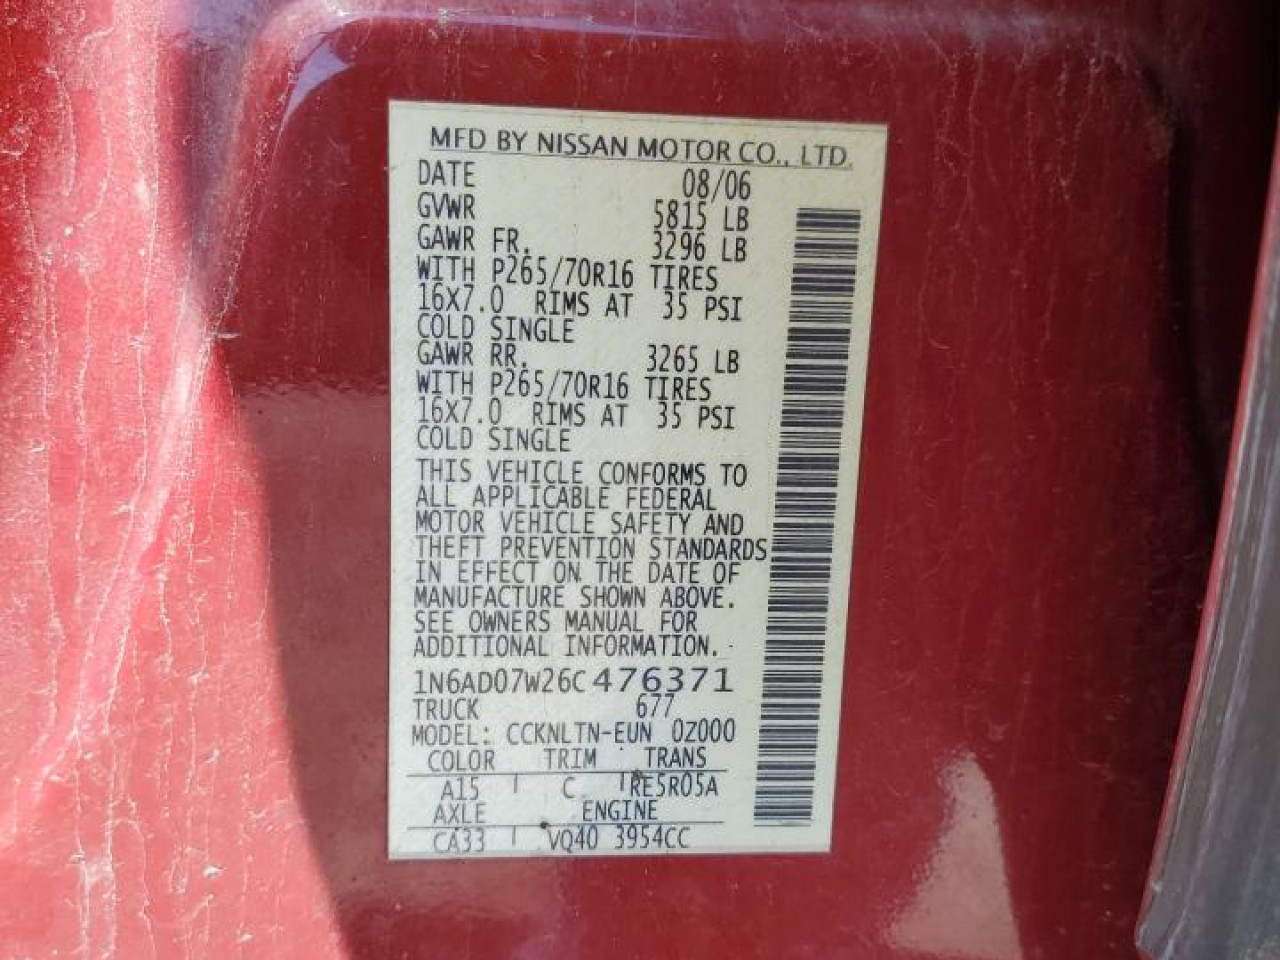 MFD BY NISSAN MOTOR CO., LTD.
DATE 08/06
GVWR 5815 LB
GAWR FR. 3296 LB
WITH P265/70R16 TIRES
16X7.0 RIMS AT 35 PSI
COLD SINGLE
GAWR RR. 3265 LB
WITH P265/70R16 TIRES
16X7.0 RIMS AT 35 PSI
COLD SINGLE
THIS VEHICLE CONFORMS TO
ALL APPLICABLE FEDERAL
MOTOR VEHICLE SAFETY AND
THEFT PREVENTION STANDARDS
IN EFFECT ON THE DATE OF
MANUFACTURE SHOWN ABOVE.
SEE OWNERS MANUAL FOR
ADDITIONAL INFORMATION.
1N6AD07W26C476371
TRUCK 677
MODEL: CCKNLTN-EUN 0Z000
COLOR TRIM TRANS
A15 C RE5R05A
AXLE ENGINE
CA33 VQ40 3954CC